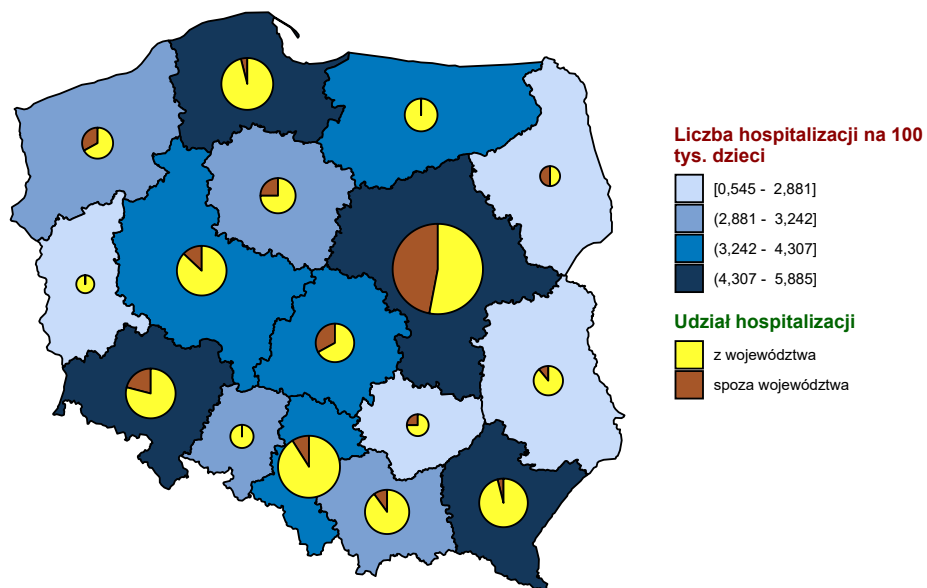 Liczba hospitalizacji na 100
tys. dzieci
[0,545 - 2,881]
(2,881 - 3,242]
(3,242 - 4,307]
(4,307 - 5,885]
Udział hospitalizacji
z województwa
spoza województwa